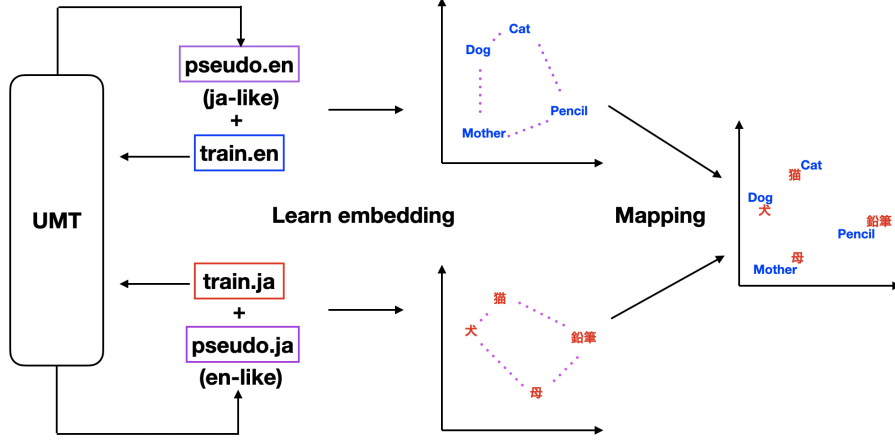 pseudo.en
(ja-like)
+
train.en
UMT
train.ja
+
pseudo.ja
(en-like)
Learn embedding
Cat
Dog
Pencil
Mother
猫
犬
鉛筆
母
Mapping
Cat
猫
Dog
犬
鉛筆
Pencil
母
Mother